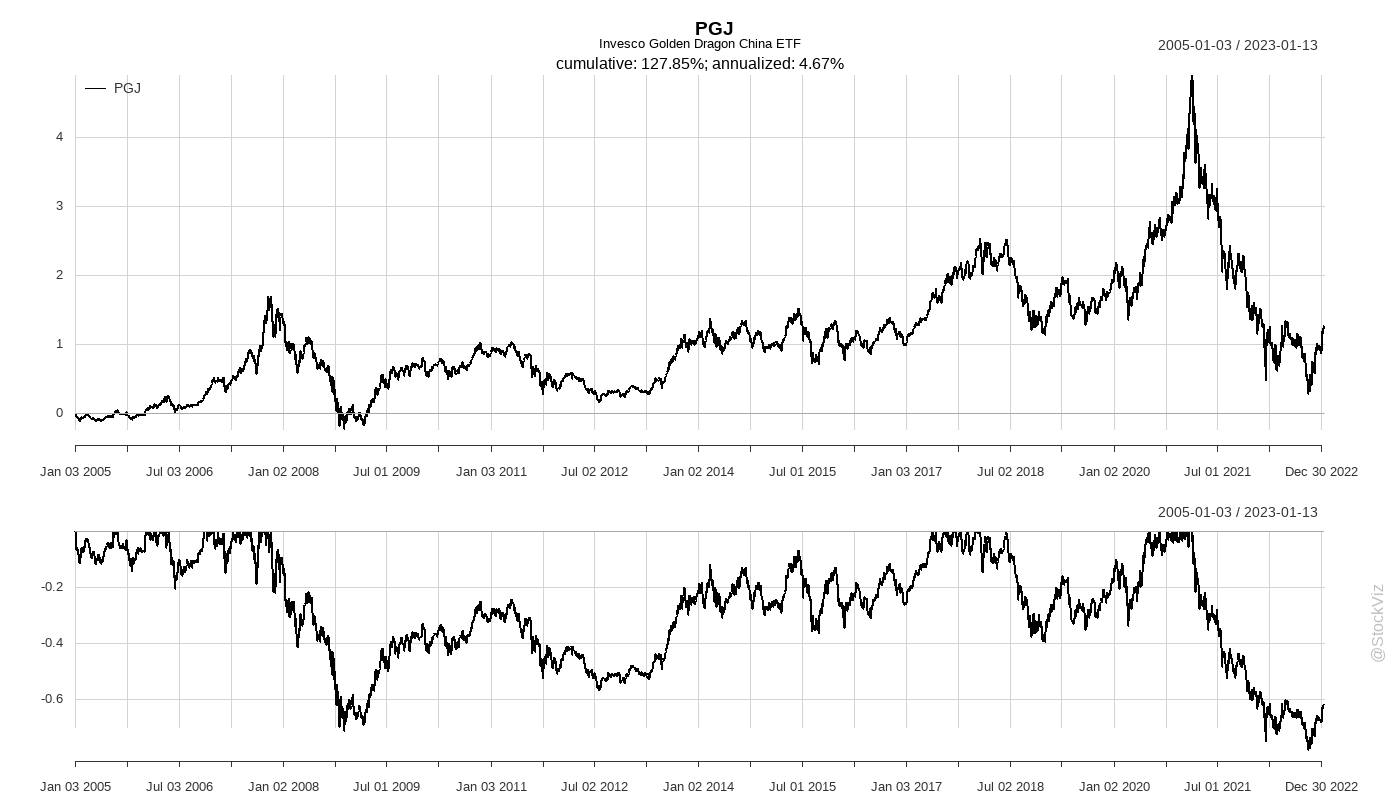 PGJ
Invesco Golden Dragon China ETF
cumulative: 127.85%; annualized: 4.67%
2005-01-03 / 2023-01-13
PGJ
4
3
2
1
0
Jan 03 2005 Jul 03 2006 Jan 02 2008 Jul 01 2009 Jan 03 2011 Jul 02 2012 Jan 02 2014 Jul 01 2015 Jan 03 2017 Jul 02 2018 Jan 02 2020 Jul 01 2021 Dec 30 2022
2005-01-03 / 2023-01-13
-0.2
-0.4
-0.6
Jan 03 2005 Jul 03 2006 Jan 02 2008 Jul 01 2009 Jan 03 2011 Jul 02 2012 Jan 02 2014 Jul 01 2015 Jan 03 2017 Jul 02 2018 Jan 02 2020 Jul 01 2021 Dec 30 2022
@StockViz